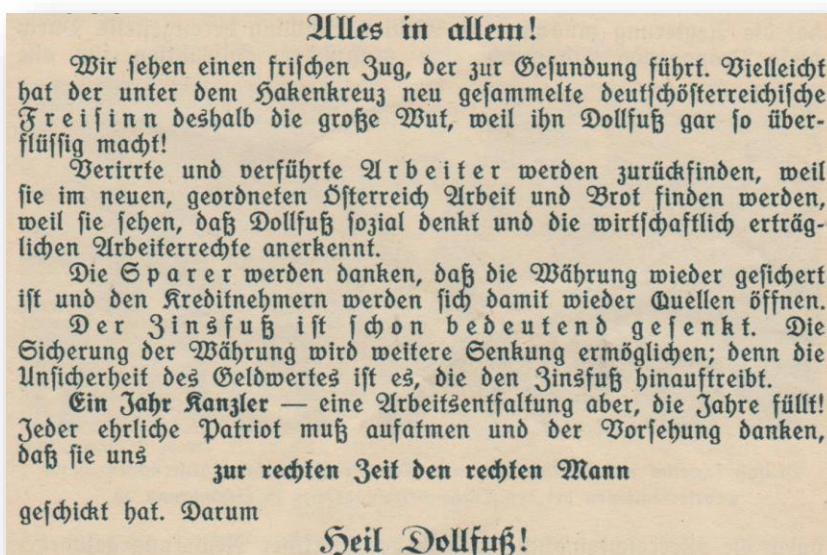 Alles in allem!
Wir sehen einen frischen Zug, der zur Gesundung führt. Vielleicht
hat der unter dem Hakenkreuz neu gesammelte deutschösterreichische
Freisinn deshalb die große Wut, weil ihn Dollfuß gar so über-
flüssig macht!
Verirrte und verführte Arbeiter werden zurückfinden, weil
sie im neuen, geordneten Österreich Arbeit und Brot finden werden,
weil sie sehen, daß Dollfuß sozial denkt und die wirtschaftlich erträg-
lichen Arbeiterrechte anerkennt.
Die Sparer werden danken, daß die Währung wieder gesichert
ist und den Kreditnehmern werden sich damit wieder Quellen öffnen.
Der Zinsfuß ist schon bedeutend gesenkt. Die
Sicherung der Währung wird weitere Senkung ermöglichen; denn die
Unsicherheit des Geldwertes ist es, die den Zinsfuß hinauftreibt.
Ein Jahr Kanzler — eine Arbeitsentfaltung aber, die Jahre füllt!
Jeder ehrliche Patriot muß aufatmen und der Vorsehung danken,
daß sie uns
zur rechten Zeit den rechten Mann
geschickt hat. Darum
Heil Dollfuß!